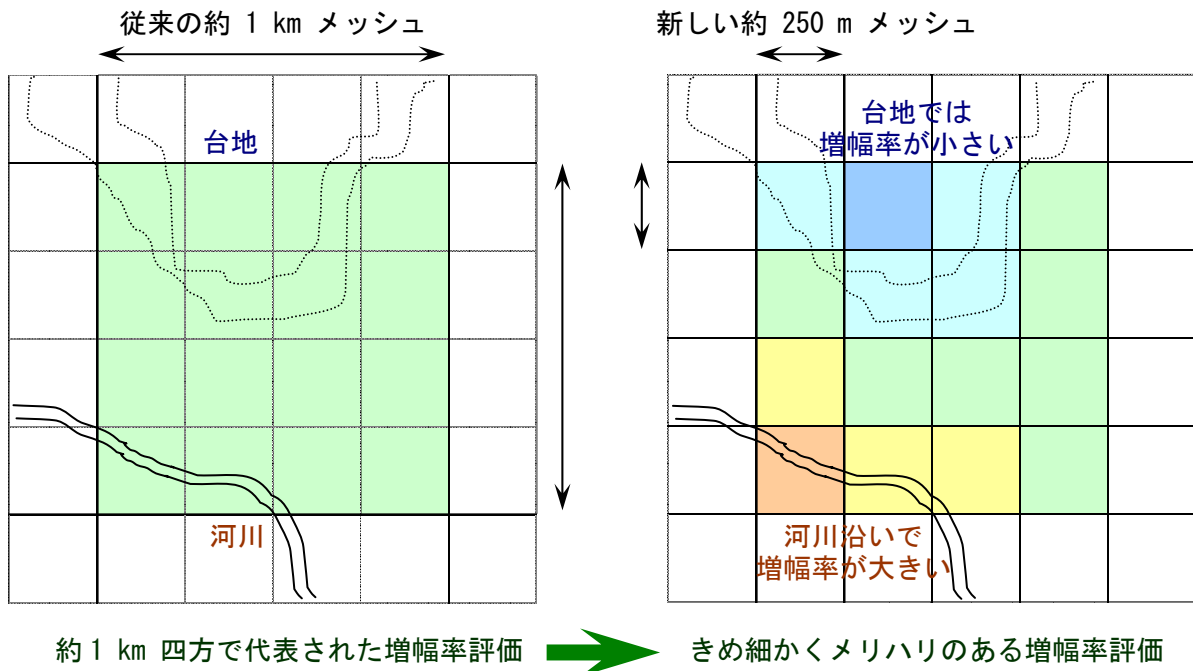 従来の約 1 km メッシュ
新しい約 250 m メッシュ
台地
台地では
増幅率が小さい
河川
河川沿いで
増幅率が大きい
約1 km 四方で代表された増幅率評価
きめ細かくメリハリのある増幅率評価